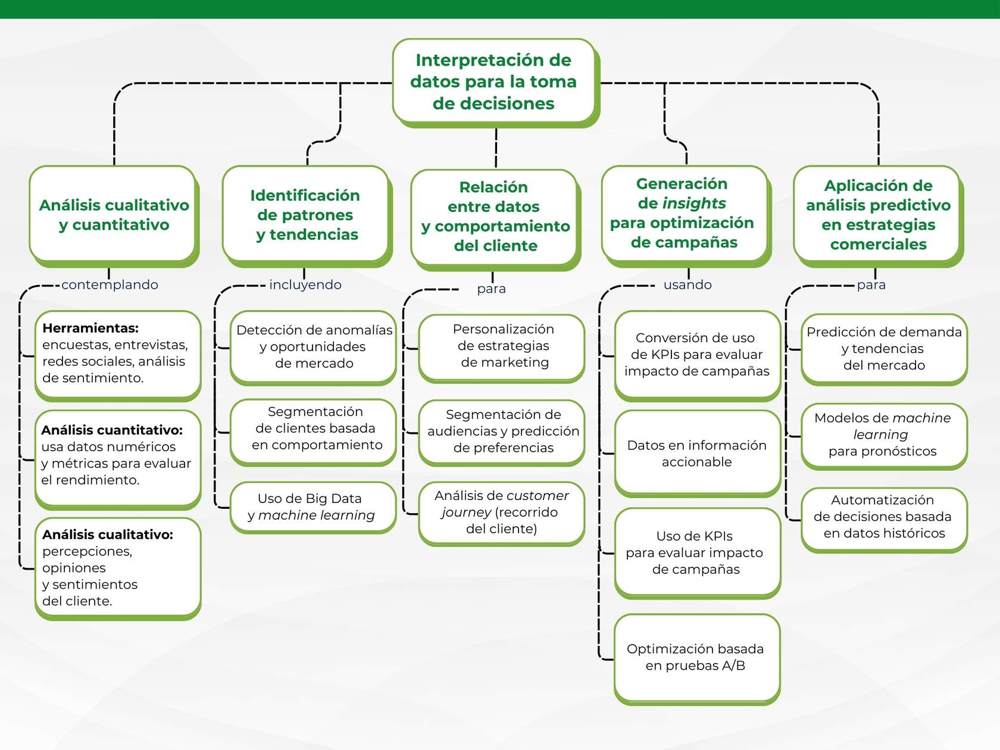 Interpretación de
datos para la toma
de decisiones
Análisis cualitativo
y cuantitativo
contemplando
Herramientas:
encuestas, entrevistas,
redes sociales, análisis
de sentimiento.
Análisis cuantitativo:
usa datos numéricos
y métricas para evaluar
el rendimiento.
Análisis cualitativo:
percepciones,
opiniones
y sentimientos
del cliente.
Identificación
de patrones
y tendencias
incluyendo
Detección de anomalías
y oportunidades
de mercado
Segmentación
de clientes basada
en comportamiento
Uso de Big Data
y machine learning
Relación
entre datos
y comportamiento
del cliente
para
Personalización
de estrategias
de marketing
Segmentación de
audiencias y predicción
de preferencias
Análisis de customer
journey (recorrido
del cliente)
Generación
de insights
para optimización
de campañas
usando
Conversión de uso
de KPIs para evaluar
impacto de campañas
Datos en información
accionable
Uso de KPIs
para evaluar impacto
de campañas
Optimización basada
en pruebas A/B
Aplicación de
análisis predictivo
en estrategias
comerciales
para
Predicción de demanda
y tendencias
del mercado
Modelos de machine
learning
para pronósticos
Automatización
de decisiones basada
en datos históricos